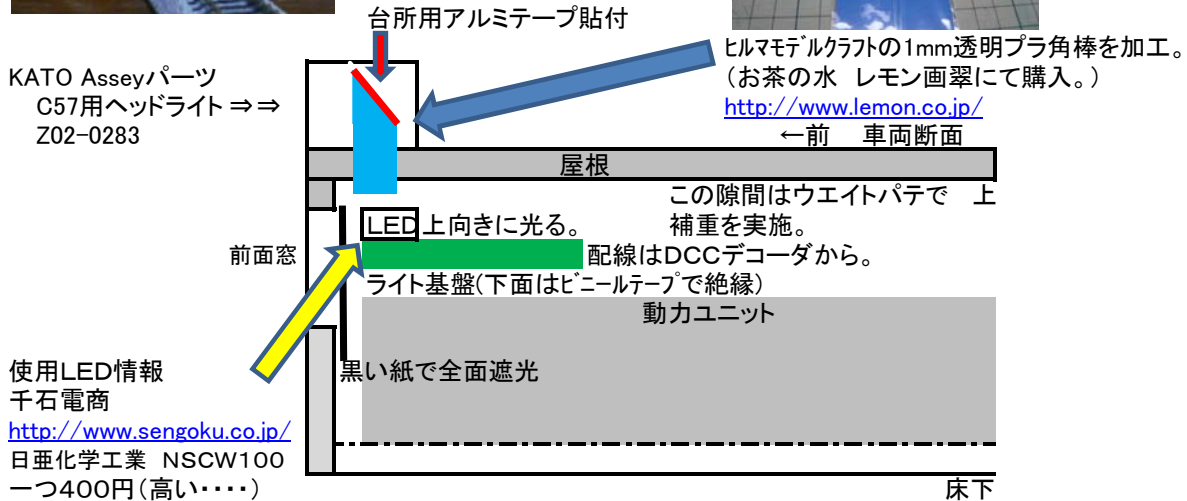 台所用アルミテープ貼付
ﾋﾙﾏﾓﾃﾞﾙｸﾗﾌﾄの1mm透明プラ角棒を加工。
(お茶の水 レモン画翠にて購入。)
http://www.lemon.co.jp/
KATO Asseyパーツ
C57用ヘッドライト ⇒⇒
Z02-0283
←前 車両断面
屋根
この隙間はウエイトパテで 上
補重を実施。
LED 上向きに光る。
前面窓
配線はDCCデコーダから。
ライト基盤(下面はﾋﾞﾆｰﾙﾃｰﾌﾟで絶縁)
動力ユニット
黒い紙で全面遮光
使用LED情報
千石電商
http://www.sengoku.co.jp/
日亜化学工業 NSCW100
一つ400円(高い・・・・)
床下